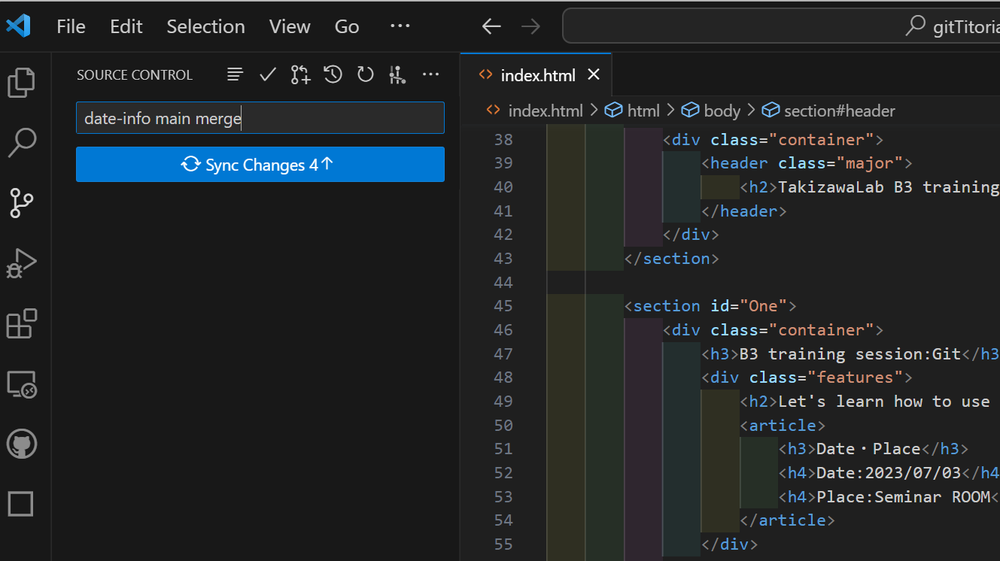 File Edit Selection View Go ···
gitTitoria
SOURCE CONTROL
date-info main merge
Sync Changes 4↑
index.html
index.html > html > body > section#header
38 <div class="container">
39 <header class="major">
40 <h2>TakizawaLab B3 training
41 </header>
42 </div>
43 </section>
44
45 <section id="One">
46 <div class="container">
47 <h3>B3 training session:Git</h3
48 <div class="features">
49 <h2>Let's learn how to use
50 <article>
51 <h3>Date・Place</h3>
52 <h4>Date:2023/07/03</h4
53 <h4>Place:Seminar ROOM<
54 </article>
55 </div>